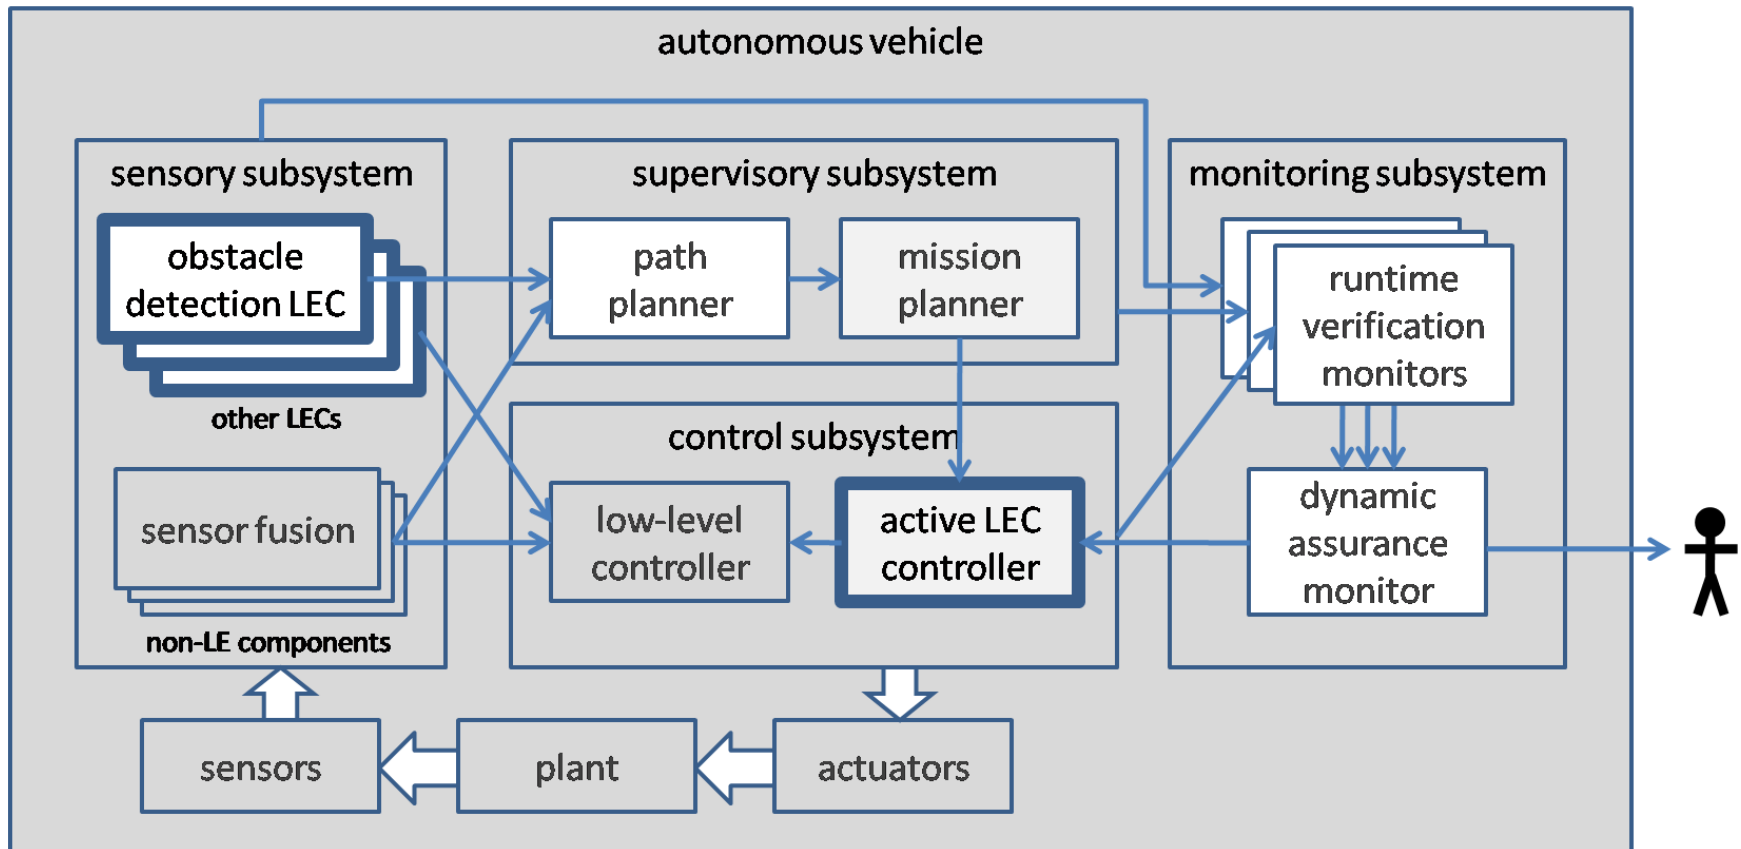 autonomous vehicle
sensory subsystem
obstacle
detection LEC
other LECs
sensor fusion
non-LE components
supervisory subsystem
path
planner
mission
planner
control subsystem
low-level
controller
active LEC
controller
monitoring subsystem
runtime
verification
monitors
dynamic
assurance
monitor
sensors
plant
actuators